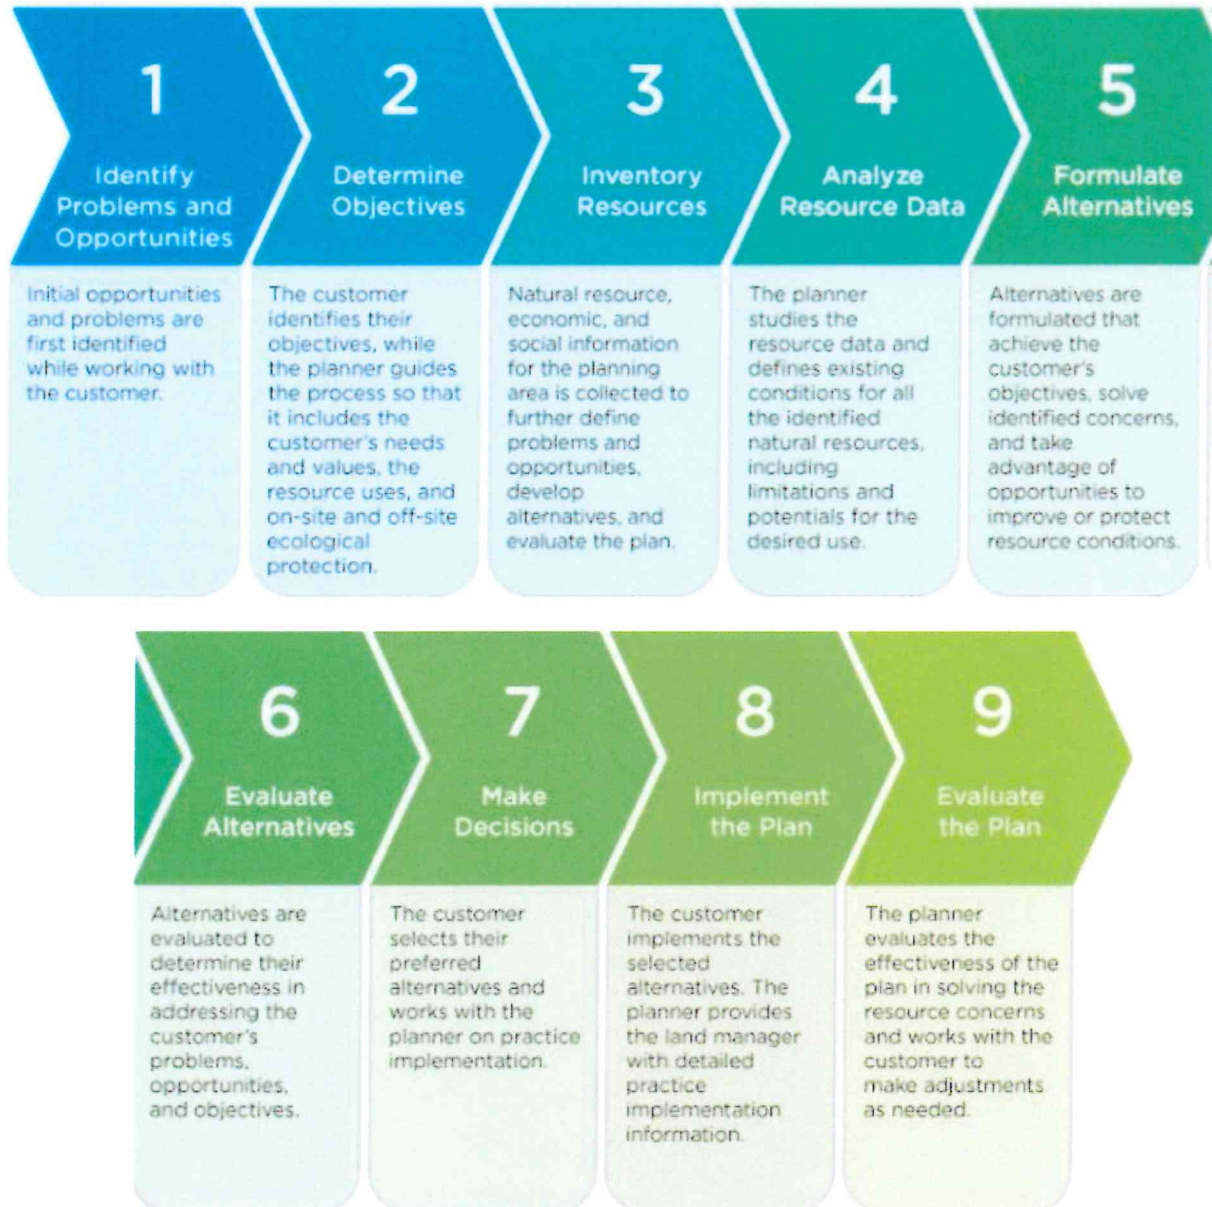 1
Identify
Problems and
Opportunities
Initial opportunities
and problems are
first identified
while working with
the customer.
2
Determine
Objectives
The customer
identifies their
objectives, while
the planner guides
the process so that
it includes the
customer's needs
and values, the
resource uses, and
on-site and off-site
ecological
protection.
3
Inventory
Resources
Natural resource,
economic, and
social information
for the planning
area is collected to
further define
problems and
opportunities,
develop
alternatives, and
evaluate the plan.
4
Analyze
Resource Data
The planner
studies the
resource data and
defines existing
conditions for all
the identified
natural resources,
including
limitations and
potentials for the
desired use.
5
Formulate
Alternatives
Alternatives are
formulated that
achieve the
customer's
objectives, solve
identified concerns,
and take
advantage of
opportunities to
improve or protect
resource conditions.
6
Evaluate
Alternatives
Alternatives are
evaluated to
determine their
effectiveness in
addressing the
customer's
problems,
opportunities,
and objectives.
7
Make
Decisions
The customer
selects their
preferred
alternatives and
works with the
planner on practice
implementation.
8
Implement
the Plan
The customer
implements the
selected
alternatives. The
planner provides
the land manager
with detailed
practice
implementation
information.
9
Evaluate
the Plan
The planner
evaluates the
effectiveness of the
plan in solving the
resource concerns
and works with the
customer to
make adjustments
as needed.